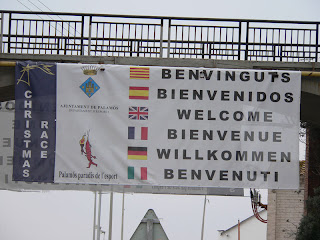 CHRISTMAS
RACE
AJUNTAMENT DE PALAMÓS
Palamós paradís de l'esport
BENVINGUTS
BIENVENIDOS
WELCOME
BIENVENUE
WILLKOMMEN
BENVENUTI